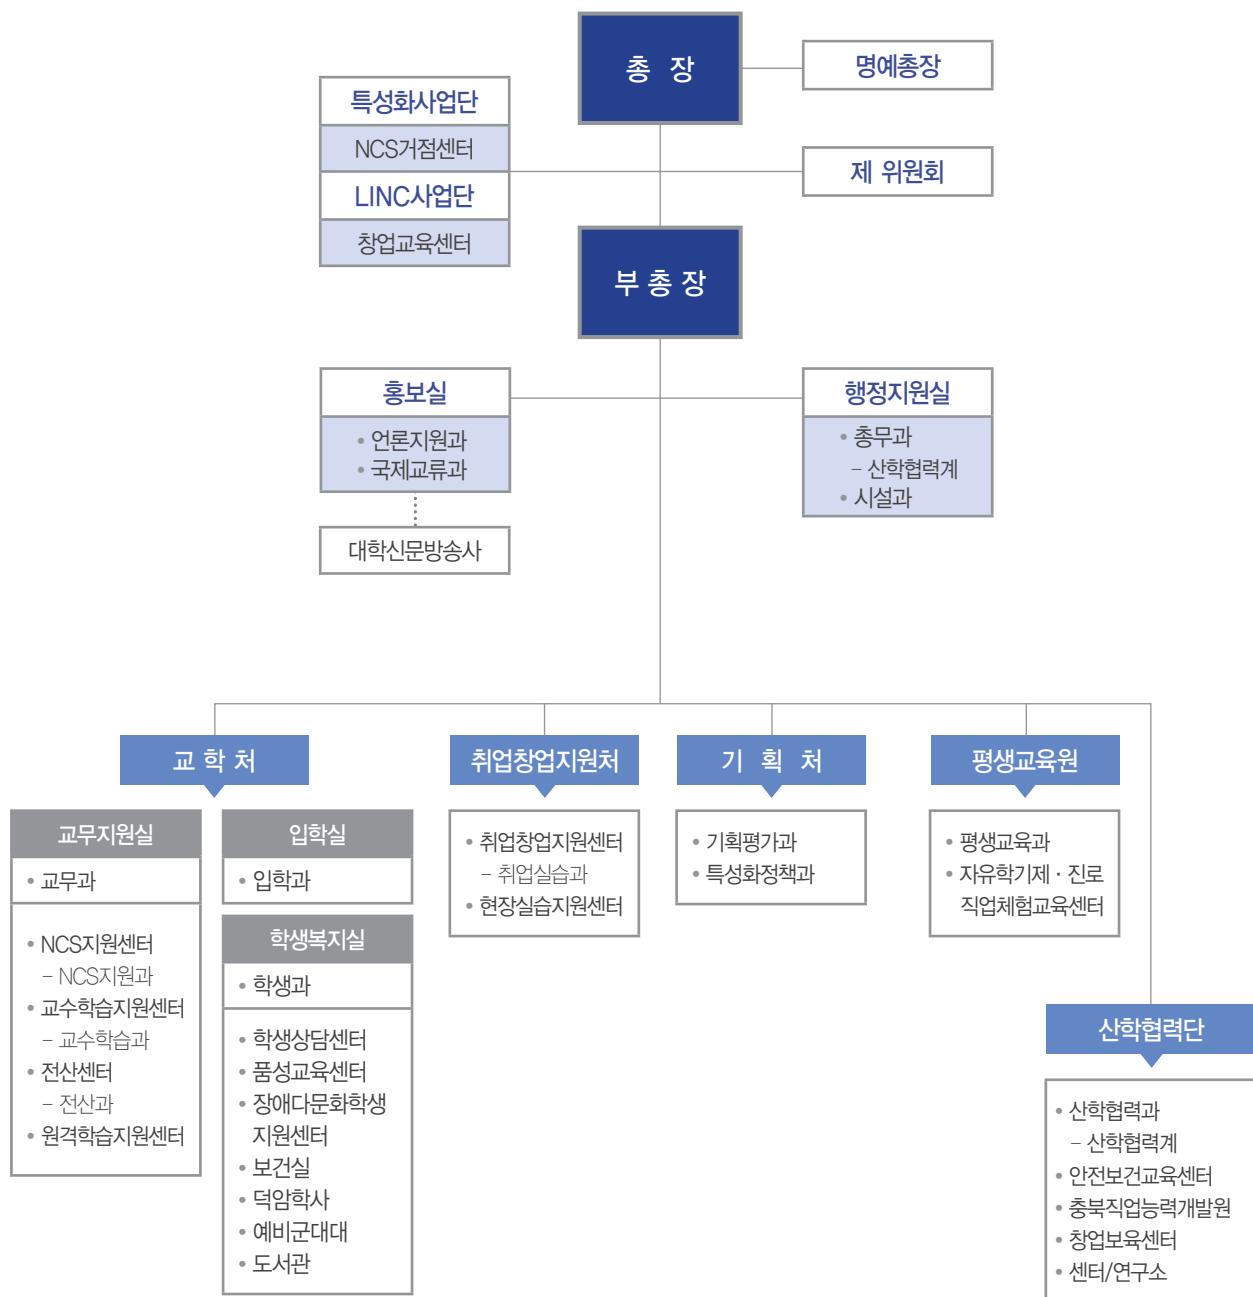 총 장
명예총장
특성화사업단
NCS거점센터
LINC사업단
창업교육센터
제 위원회
부 총 장
홍보실
• 언론지원과
• 국제교류과
대학신문방송사
행정지원실
• 총무과
– 산학협력계
• 시설과
교 학 처
취업창업지원처
기 획 처
평생교육원
교무지원실
• 교무과
• NCS지원센터
– NCS지원과
• 교수학습지원센터
– 교수학습과
• 전산센터
– 전산과
• 원격학습지원센터
입학실
• 입학과
학생복지실
• 학생과
• 학생상담센터
• 품성교육센터
• 장애다문화학생
지원센터
• 보건실
• 덕암학사
• 예비군대대
• 도서관
• 취업창업지원센터
– 취업실습과
• 현장실습지원센터
• 기획평가과
• 특성화정책과
• 평생교육과
• 자유학기제 · 진로
직업체험교육센터
산학협력단
• 산학협력과
– 산학협력계
• 안전보건교육센터
• 충북직업능력개발원
• 창업보육센터
• 센터/연구소